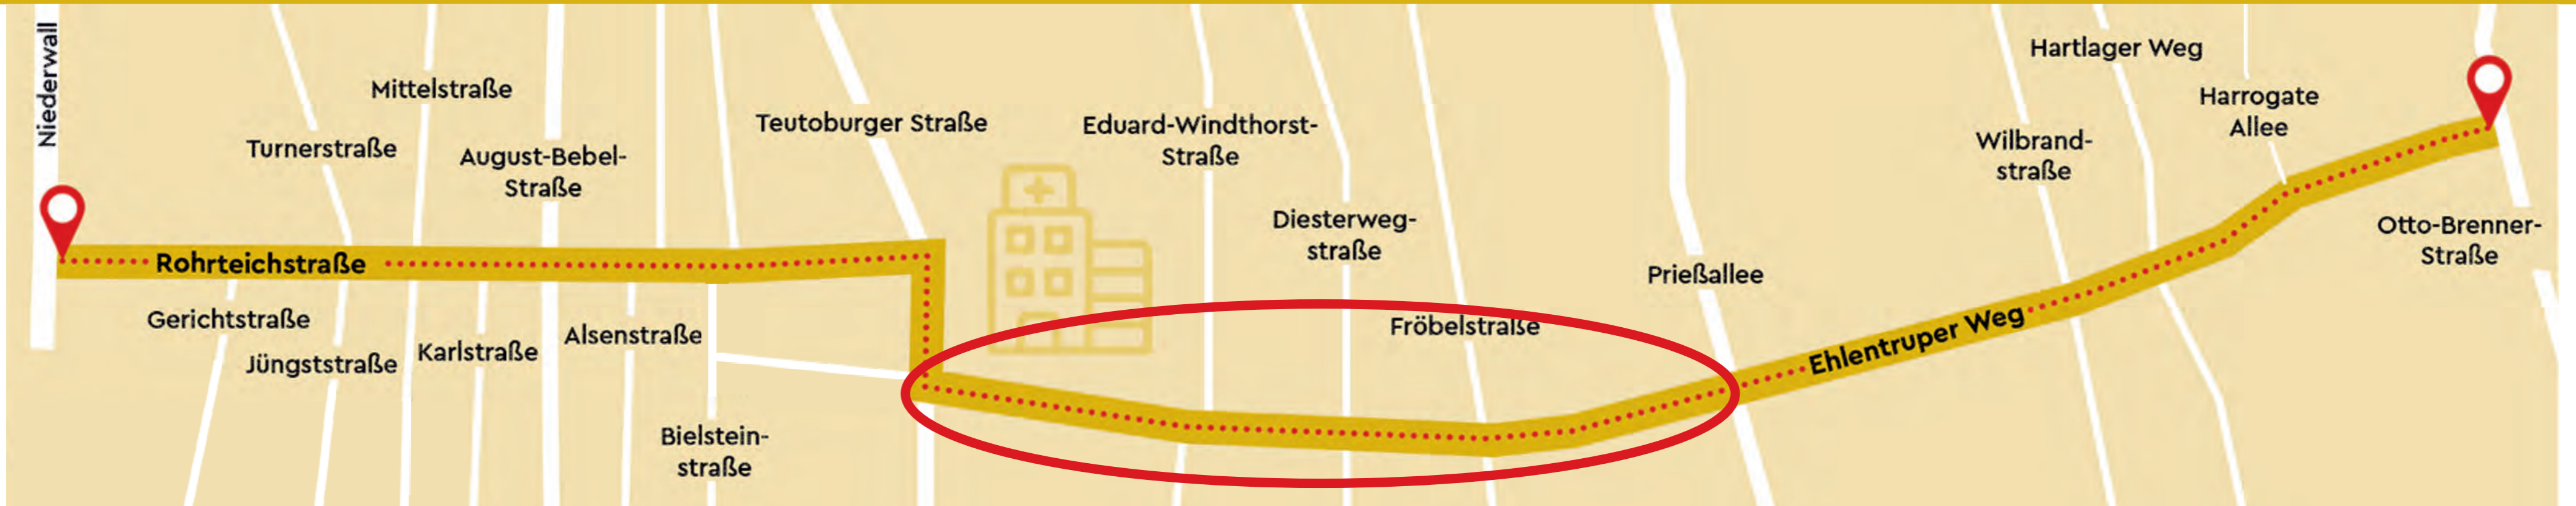 Niederwall
Mittelstraße
Turnerstraße
August-Bebel-
Straße
Teutoburger Straße
Eduard-Windthorst-
Straße
Diesterweg-
straße
Prießallee
Hartlager Weg
Harrogate
Allee
Wilbrand-
straße
Otto-Brenner-
Straße
Rohrteichstraße
Gerichtstraße
Jüngststraße
Karlstraße
Alsenstraße
Bielstein-
straße
Fröbelstraße
Ehlentruper Weg